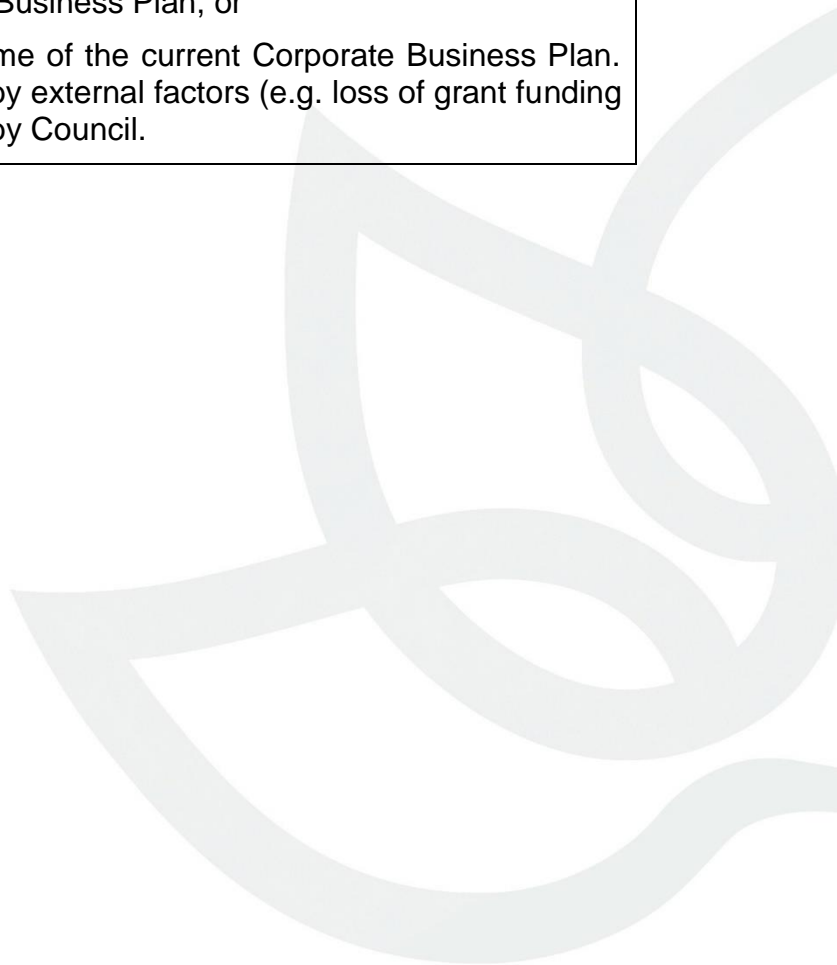 Business Plan, or
me of the current Corporate Business Plan.
by external factors (e.g. loss of grant funding
by Council.